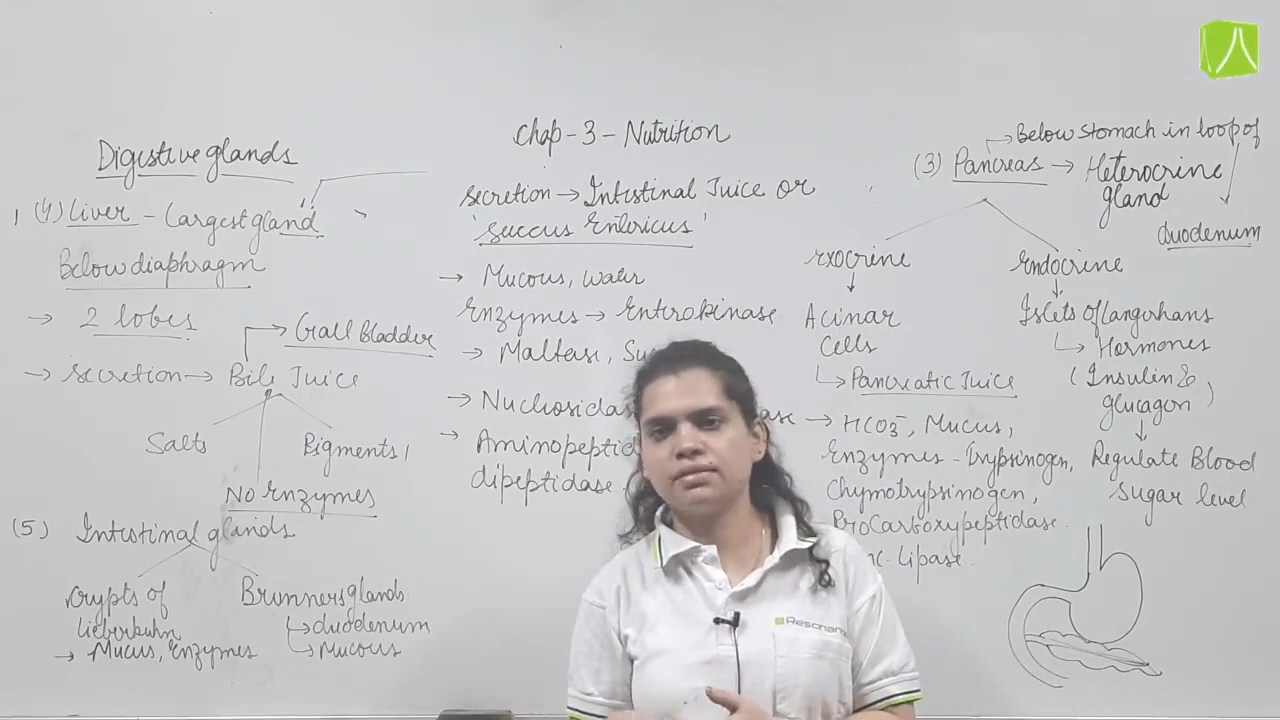 Chap-3-Nutrition
Digestive glands
(4) Liver - Largest gland
Below diaphragm
→ 2 lobes
→ Gall Bladder
→ Secretion → Bile Juice
Salts
Pigments
No Enzymes
(5) Intestinal glands
Crypts of
Lieberkuhn
→ Mucus, Enzymes
Brunners glands
→ duodenum
→ Mucous
Secretion → Intestinal Juice or
'Succus Entericus'
→ Mucous, water
Enzymes → Enterokinase
→ Maltase,
→
→
dipeptidase
(3) Pancreas → Heterocrine
gland
→ Below Stomach in loop of
duodenum
Exocrine
Acinar
Cells
→ Pancreatic Juice
→ HCO3-, Mucus,
Enzymes - Trypsinogen,
Chymotrypsinogen,
ProCarboxypeptidase.
Lipase.
Endocrine
Islets of Langerhans
→ Hormones
(Insulin &
glucagon)
Regulate Blood
Sugar level